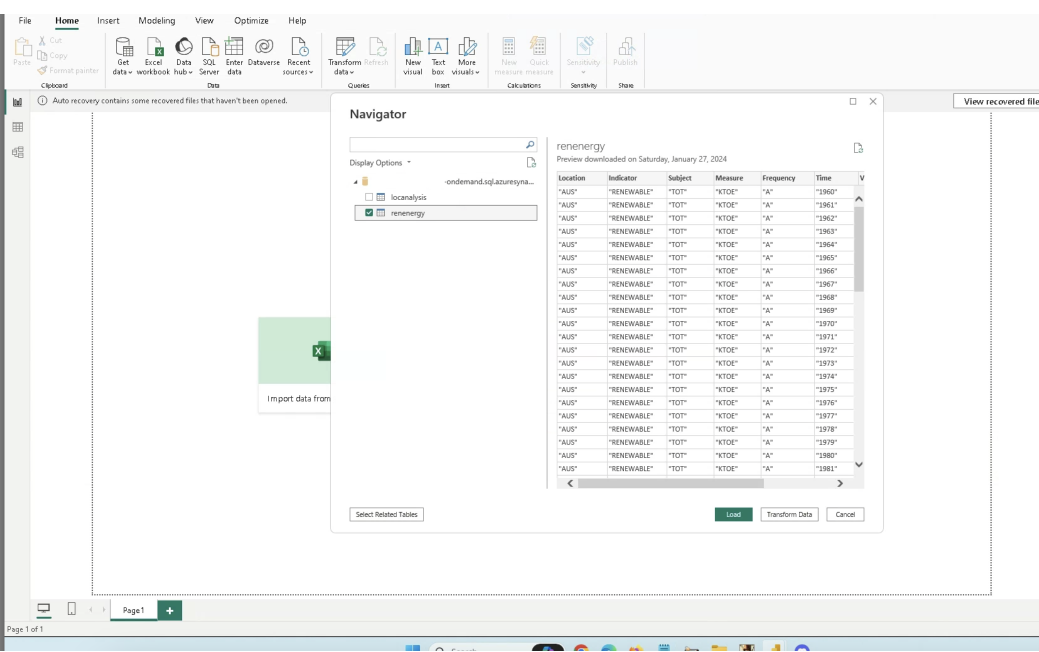 File Home Insert Modeling View Optimize Help
Paste
Cut
Copy
Format painter
Get data
Excel workbook
Data hub
SQL Server
Enter data
Dataverse
Recent sources
Transform data
Refresh
New visual
Text box
More visuals
New measure
Quick measure
Sensitivity
Publish
Clipboard Data Queries Insert Calculations Sensitivity Share
Auto recovery contains some recovered files that haven't been opened.
View recovered file
Import data from
Navigator
Display Options
-ondemand.sql.azuresyna...
locanalysis
renenergy
renenergy
Preview downloaded on Saturday, January 27, 2024
Location Indicator Subject Measure Frequency Time V
"AUS" "RENEWABLE" "TOT" "KTOE" "A" "1960"
"AUS" "RENEWABLE" "TOT" "KTOE" "A" "1961"
"AUS" "RENEWABLE" "TOT" "KTOE" "A" "1962"
"AUS" "RENEWABLE" "TOT" "KTOE" "A" "1963"
"AUS" "RENEWABLE" "TOT" "KTOE" "A" "1964"
"AUS" "RENEWABLE" "TOT" "KTOE" "A" "1965"
"AUS" "RENEWABLE" "TOT" "KTOE" "A" "1966"
"AUS" "RENEWABLE" "TOT" "KTOE" "A" "1967"
"AUS" "RENEWABLE" "TOT" "KTOE" "A" "1968"
"AUS" "RENEWABLE" "TOT" "KTOE" "A" "1969"
"AUS" "RENEWABLE" "TOT" "KTOE" "A" "1970"
"AUS" "RENEWABLE" "TOT" "KTOE" "A" "1971"
"AUS" "RENEWABLE" "TOT" "KTOE" "A" "1972"
"AUS" "RENEWABLE" "TOT" "KTOE" "A" "1973"
"AUS" "RENEWABLE" "TOT" "KTOE" "A" "1974"
"AUS" "RENEWABLE" "TOT" "KTOE" "A" "1975"
"AUS" "RENEWABLE" "TOT" "KTOE" "A" "1976"
"AUS" "RENEWABLE" "TOT" "KTOE" "A" "1977"
"AUS" "RENEWABLE" "TOT" "KTOE" "A" "1978"
"AUS" "RENEWABLE" "TOT" "KTOE" "A" "1979"
"AUS" "RENEWABLE" "TOT" "KTOE" "A" "1980"
"AUS" "RENEWABLE" "TOT" "KTOE" "A" "1981"
Select Related Tables
Load
Transform Data
Cancel
Page 1
Page 1 of 1
Search